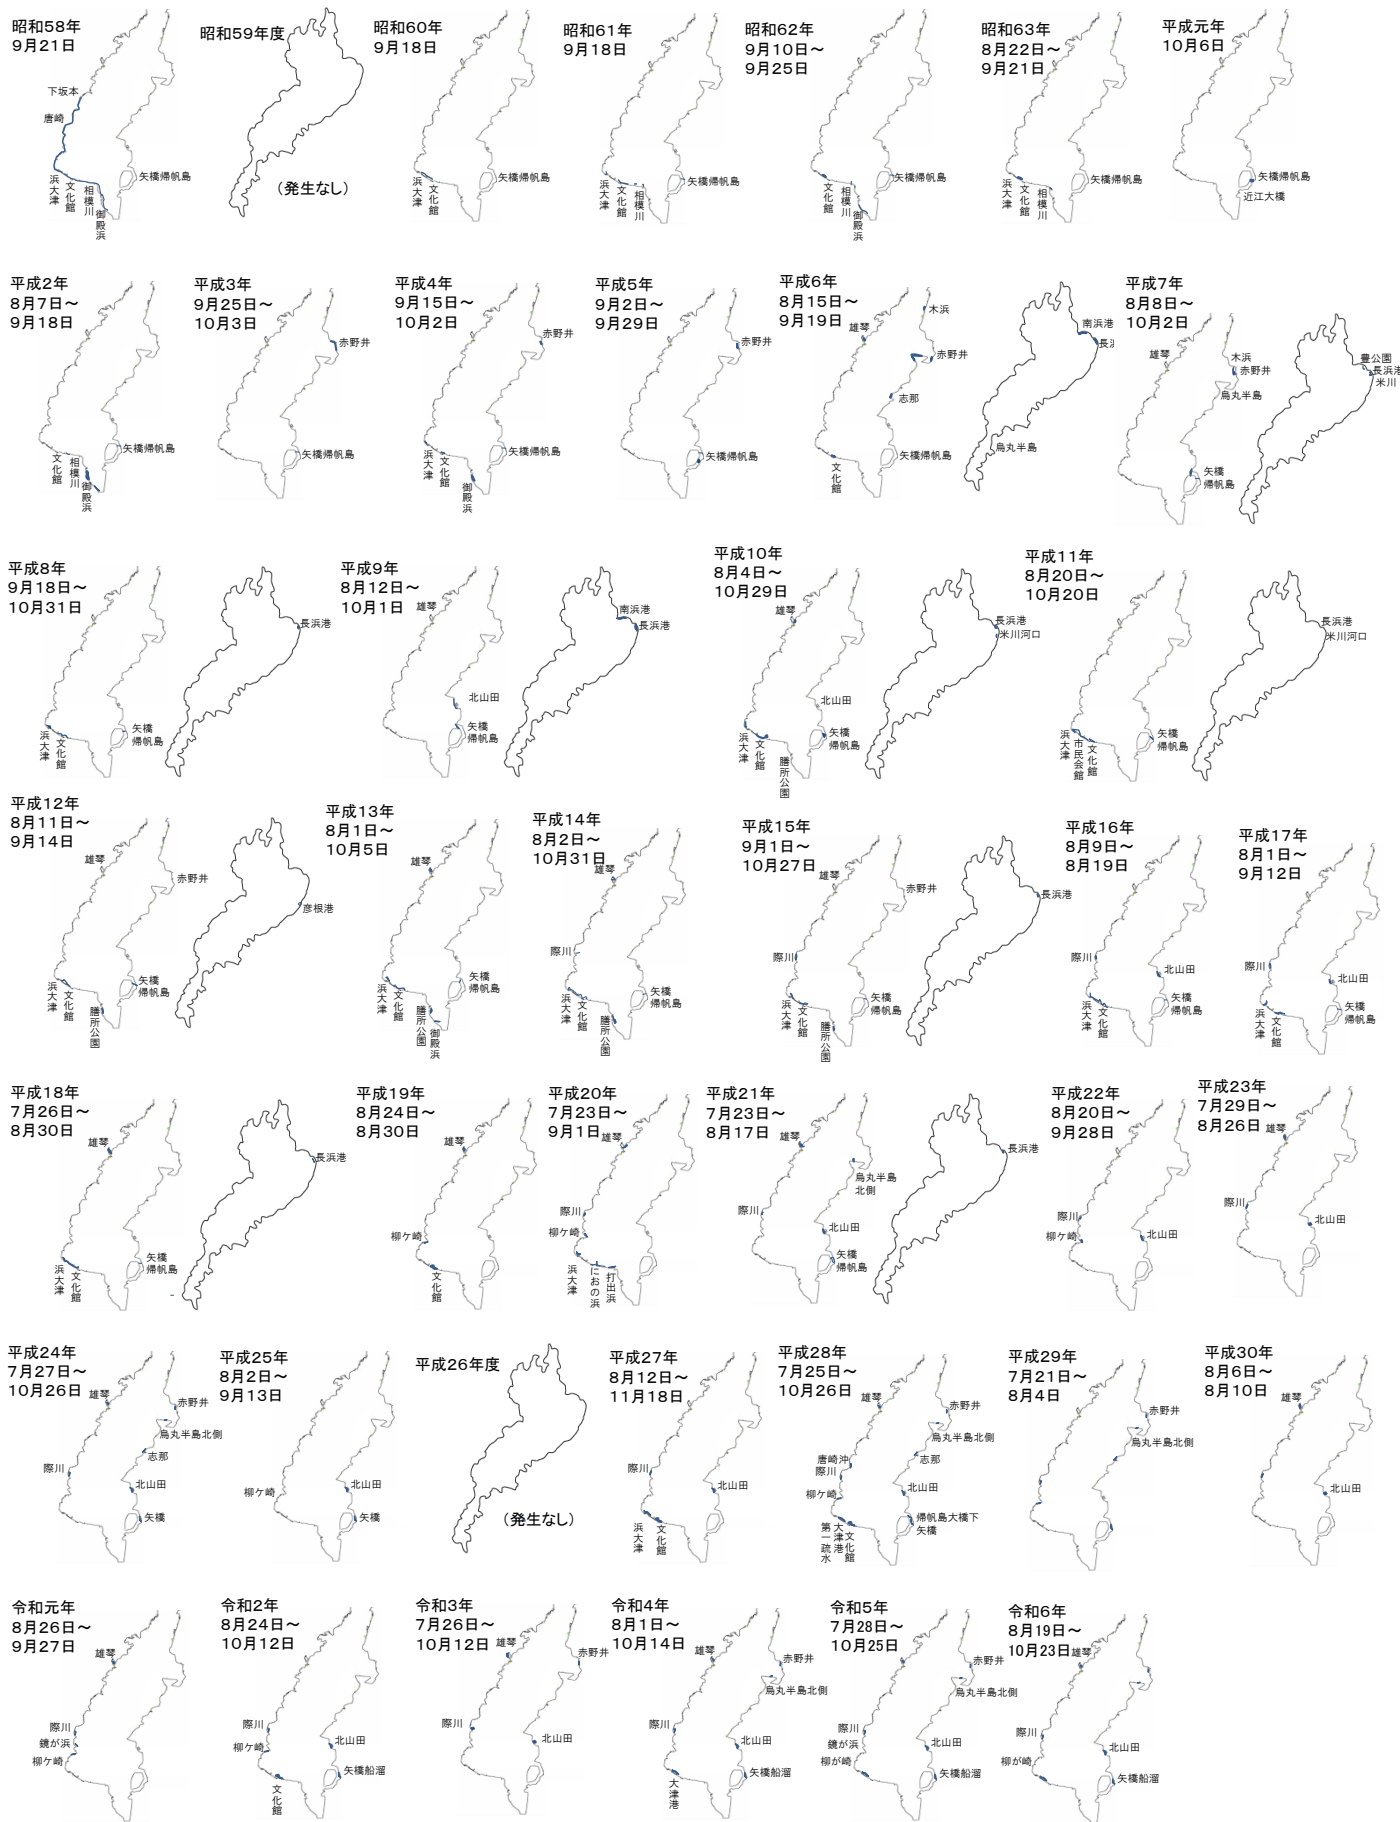 昭和58年
9月21日
下坂本
唐崎
浜大津
文化館
相模川
御殿浜
矢橋帰帆島
昭和59年度
(発生なし)
昭和60年
9月18日
浜大津
文化館
矢橋帰帆島
昭和61年
9月18日
浜大津
文化館
相模川
矢橋帰帆島
昭和62年
9月10日～
9月25日
文化館
相模川
御殿浜
矢橋帰帆島
昭和63年
8月22日～
9月21日
浜大津
文化館
相模川
矢橋帰帆島
平成元年
10月6日
矢橋帰帆島
近江大橋
平成2年
8月7日～
9月18日
文化館
相模川
御殿浜
矢橋帰帆島
平成3年
9月25日～
10月3日
赤野井
矢橋帰帆島
平成4年
9月15日～
10月2日
赤野井
浜大津
文化館
御殿浜
矢橋帰帆島
平成5年
9月2日～
9月29日
赤野井
矢橋帰帆島
平成6年
8月15日～
9月19日
雄琴
木浜
赤野井
志那
文化館
矢橋帰帆島
南浜港
長
烏丸半島
平成7年
8月8日～
10月2日
雄琴
木浜
赤野井
烏丸半島
矢橋
帰帆島
豊公園
長浜港
米川
平成8年
9月18日～
10月31日
浜大津
文化館
矢橋
帰帆島
長浜港
平成9年
8月12日～
10月1日
雄琴
北山田
矢橋
帰帆島
南浜港
長浜港
平成10年
8月4日～
10月29日
雄琴
北山田
浜大津
文化館
膳所公園
矢橋
帰帆島
長浜港
米川河口
平成11年
8月20日～
10月20日
浜大津
市民会館
文化館
矢橋
帰帆島
長浜港
米川河口
平成12年
8月11日～
9月14日
雄琴
赤野井
浜大津
文化館
膳所公園
矢橋
帰帆島
彦根港
平成13年
8月1日～
10月5日
雄琴
浜大津
文化館
膳所公園
御殿浜
矢橋
帰帆島
平成14年
8月2日～
10月31日
雄琴
際川
浜大津
文化館
膳所公園
矢橋
帰帆島
平成15年
9月1日～
10月27日
雄琴
赤野井
際川
浜大津
文化館
膳所公園
矢橋
帰帆島
長浜港
平成16年
8月9日～
8月19日
際川
北山田
浜大津
文化館
矢橋
帰帆島
平成17年
8月1日～
9月12日
際川
北山田
浜大津
文化館
矢橋
帰帆島
平成18年
7月26日～
8月30日
雄琴
浜大津
文化館
矢橋
帰帆島
長浜港
平成19年
8月24日～
8月30日
雄琴
柳ケ崎
文化館
平成20年
7月23日～
9月1日
雄琴
際川
柳ケ崎
浜大津
におの浜
打出浜
平成21年
7月23日～
8月17日
雄琴
烏丸半島
北側
際川
北山田
矢橋
帰帆島
長浜港
平成22年
8月20日～
9月28日
際川
柳ケ崎
北山田
平成23年
7月29日～
8月26日
雄琴
際川
北山田
平成24年
7月27日～
10月26日
雄琴
赤野井
烏丸半島北側
志那
際川
北山田
矢橋
平成25年
8月2日～
9月13日
柳ケ崎
北山田
矢橋
平成26年度
(発生なし)
平成27年
8月12日～
11月18日
際川
北山田
浜大津
文化館
平成28年
7月25日～
10月26日
雄琴
赤野井
烏丸半島北側
唐崎沖
志那
際川
柳ケ崎
北山田
帰帆島大橋下
矢橋
第一疏水
大津港
文化館
平成29年
7月21日～
8月4日
赤野井
烏丸半島北側
平成30年
8月6日～
8月10日
雄琴
北山田
令和元年
8月26日～
9月27日
雄琴
際川
鏡が浜
柳ケ崎
令和2年
8月24日～
10月12日
際川
柳ケ崎
北山田
矢橋船溜
文化館
令和3年
7月26日～
10月12日
雄琴
赤野井
際川
北山田
令和4年
8月1日～
10月14日
雄琴
赤野井
烏丸半島北側
際川
北山田
矢橋船溜
大津港
令和5年
7月28日～
10月25日
赤野井
烏丸半島北側
際川
鏡が浜
柳が崎
北山田
矢橋船溜
令和6年
8月19日～
10月23日
雄琴
際川
柳が崎
北山田
矢橋船溜